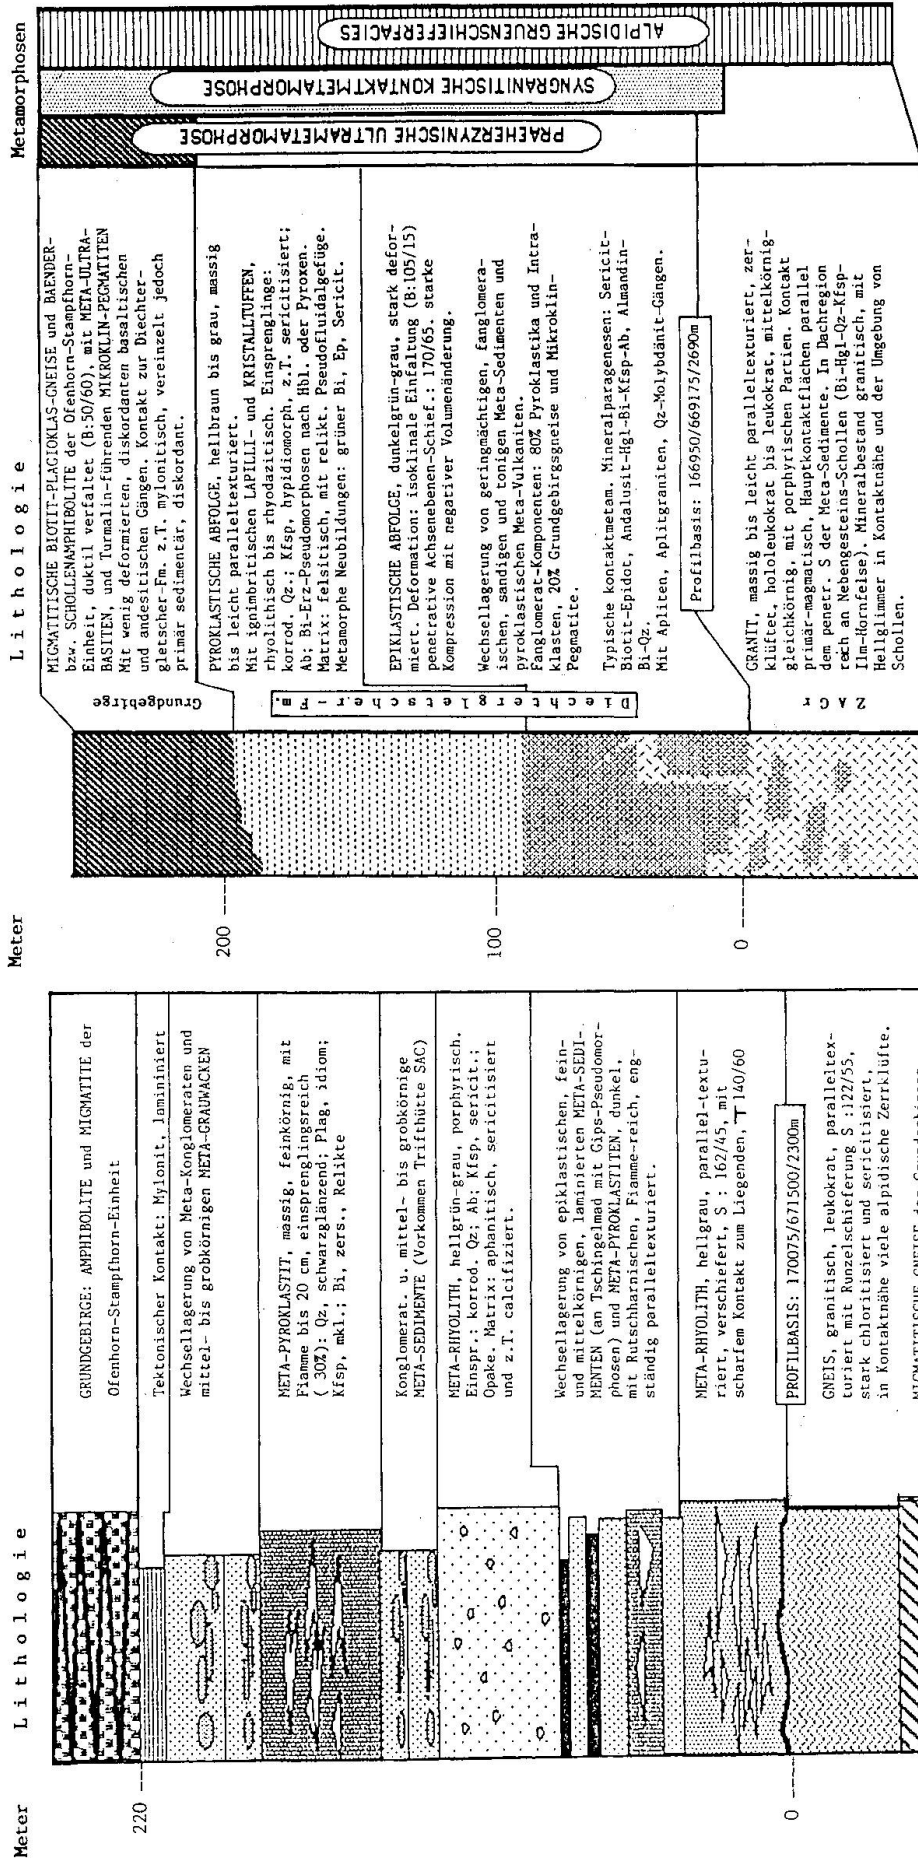 Meter
L i t h o l o g i e
220
0
GRUNDGEBIRGE: AMPHIBOLITE und MIGMATITE der
Ofenhorn-Stampfhorn-Einheit
Tektonischer Kontakt: Mylonit, laminiert
Wechsellagerung von Meta-Konglomeraten und
mittel- bis grobkörnigen META-GRAUWACKEN
META-PYROKLASTIT, massig, feinkörnig, mit
Fiamme bis 20 cm, einsprenglingsreich
( 30%): Qz, schwarzglänzend; Plag, idiom;
Kfsp, mkl.; Bi, zers., Relikte
Konglomerat. u. mittel- bis grobkörnige
META-SEDIMENTE (Vorkommen Trifthütte SAC)
META-RHYOLITH, hellgrün-grau, porphyrisch.
Einspr.: korrod. Qz; Ab; Kfsp, sericit.;
Opake. Matrix: aphanitisch, sericitisiert
und z.T. calcifiziert.
Wechsellagerung von epiklastischen, fein-
und mittelkörnigen, laminierten META-SEDI-
MENTEN (an Tschingelmad mit Gips-Pseudomor-
phosen) und META-PYROKLASTITEN, dunkel,
mit Rutschharnischen, Fiamme-reich, eng-
ständig paralleltexturiert.
META-RHYOLITH, hellgrau, parallel-textu-
riert, verschiefert, S : 162/45, mit
scharfem Kontakt zum Liegenden, 140/60
PROFILBASIS: 170075/671500/2300m
GNEIS, granitisch, leukokrat, paralleltex-
turiert mit Runzelschieferung S :122/55,
stark chloritisiert und sericitisiert,
in Kontaktnähe viele alpidische Zerrklüfte.
MIGMATITISCHE GNEISE des Grundgebirges
Meter
L i t h o l o g i e
Metamorphosen
200
100
0
Grundgebirge
D i e c h t e r g l e t s c h e r - F m.
Z A G r
MIGMATITISCHE BIOTIT-PLAGIOKLAS-GNEISE und BAENDER-
bzw. SCHOLLENAMPHIBOLITE der Ofenhorn-Stampfhorn-
Einheit, duktil verfaltet (B:50/60), mit META-ULTRA-
BASITEN und Turmalin-führenden MIKROKLIN-PEGMATITEN
Mit wenig deformierten, diskordanten basaltischen
und andesitischen Gängen. Kontakt zur Diechter-
gletscher-Fm. z.T. mylonitisch, vereinzelt jedoch
primär sedimentär, diskordant.
PYROKLASTISCHE ABFOLGE, hellbraun bis grau, massig
bis leicht paralleltexturiert.
Mit ignimbritischen LAPILLI- und KRISTALLTUFFEN,
rhyolithisch bis rhyodazitisch. Einsprenglinge:
korrod. Qz.; Kfsp, hypidiomorph, z.T. sericitisiert;
Ab; Bi-Erz-Pseudomorphosen nach Hbl. oder Pyroxen.
Matrix: felsitisch, mit relikt. Pseudofluidalgefüge.
Metamorphe Neubildungen: grüner Bi, Ep, Sericit.
EPIKLASTISCHE ABFOLGE, dunkelgrün-grau, stark defor-
miert. Deformation: isoklinale Einfaltung (B:105/15)
penetrative Achsenebenen-Schief.: 170/65. starke
Kompression mit negativer Volumenänderung.
Wechsellagerung von geringmächtigen, fanglomera-
ischen, sandigen und tonigen Meta-Sedimenten und
pyroklastischen Meta-Vulkaniten.
Fanglomerat-Komponenten: 80% Pyroklastika und Intra-
klasten, 20% Grundgebirgsgneise und Mikroklin-
Pegmatite.
Typische kontaktmetam. Mineralparagenesen: Sericit-
Biotit-Epidot, Andalusit-Hgl-Bi-Kfsp-Ab, Almandin-
Bi-Qz.
Mit Apliten, Aplitgraniten, Qz-Molybdänit-Gängen.
Profilbasis: 166950/669175/2690m
GRANIT, massig bis leicht paralleltexturiert, zer-
klüftet, hololeukokrat bis leukokrat, mittelkörnig-
gleichkörnig, mit porphyrischen Partien. Kontakt
primär-magmatisch, Hauptkontaktflächen parallel
dem penetr. S der Meta-Sedimente. In Dachregion
reich an Nebengesteins-Schollen (Bi-Hgl-Qz-Kfsp-
Ilm-Hornfelse). Mineralbestand granitisch, mit
Hellglimmer in Kontaktnähe und der Umgebung von
Schollen.
PRAEHERZYNISCHE ULTRAMETAMORPHOSE
SYNGRANITISCHE KONTAKTMETAMORPHOSE
ALPIDISCHE GRUENSCHIEFERFACIES